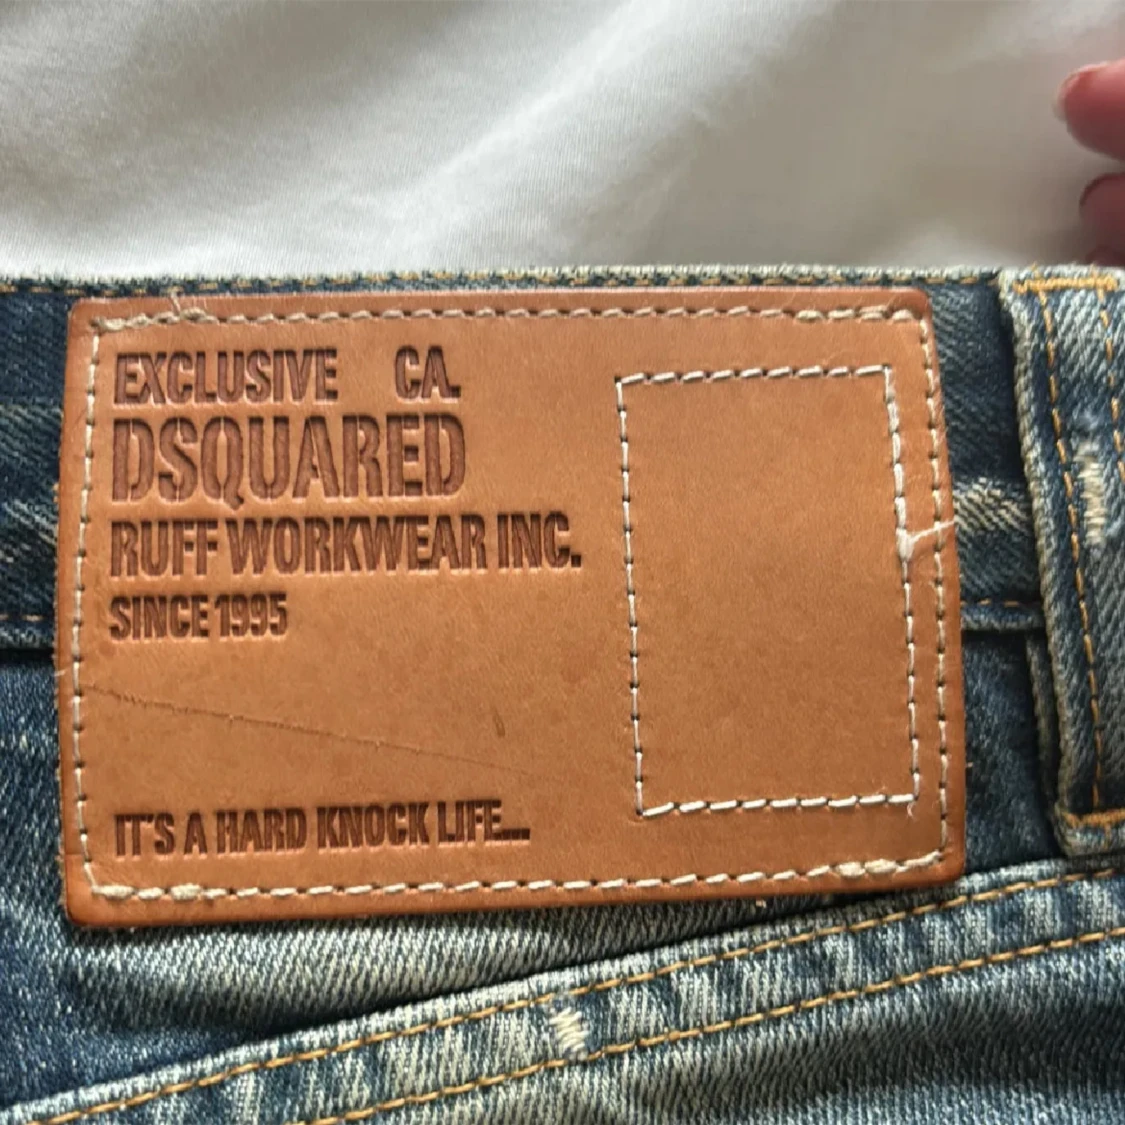 EXCLUSIVE CA.
DSQUARED
RUFF WORKWEAR INC.
SINCE 1995
IT'S A HARD KNOCK LIFE...